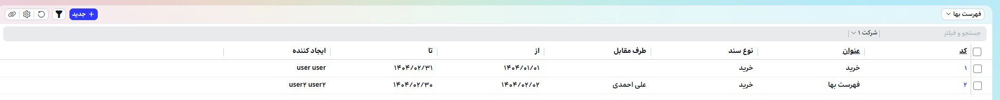 فهرست بها جدید +
جستجو و فیلتر شرکت ۱
کد عنوان نوع سند طرف مقابل از تا ایجاد کننده
۱ خرید خرید ۱۴۰۴/۰۱/۰۱ ۱۴۰۴/۰۲/۳۱ user user
۲ فهرست بها خرید علی احمدی ۱۴۰۴/۰۲/۰۲ ۱۴۰۴/۰۲/۳۰ user۲ user۲